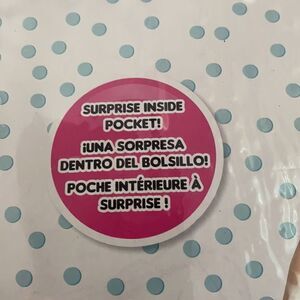 SURPRISE INSIDE
POCKET!
¡UNA SORPRESA
DENTRO DEL BOLSILLO!
POCHE INTÉRIEURE À
SURPRISE !